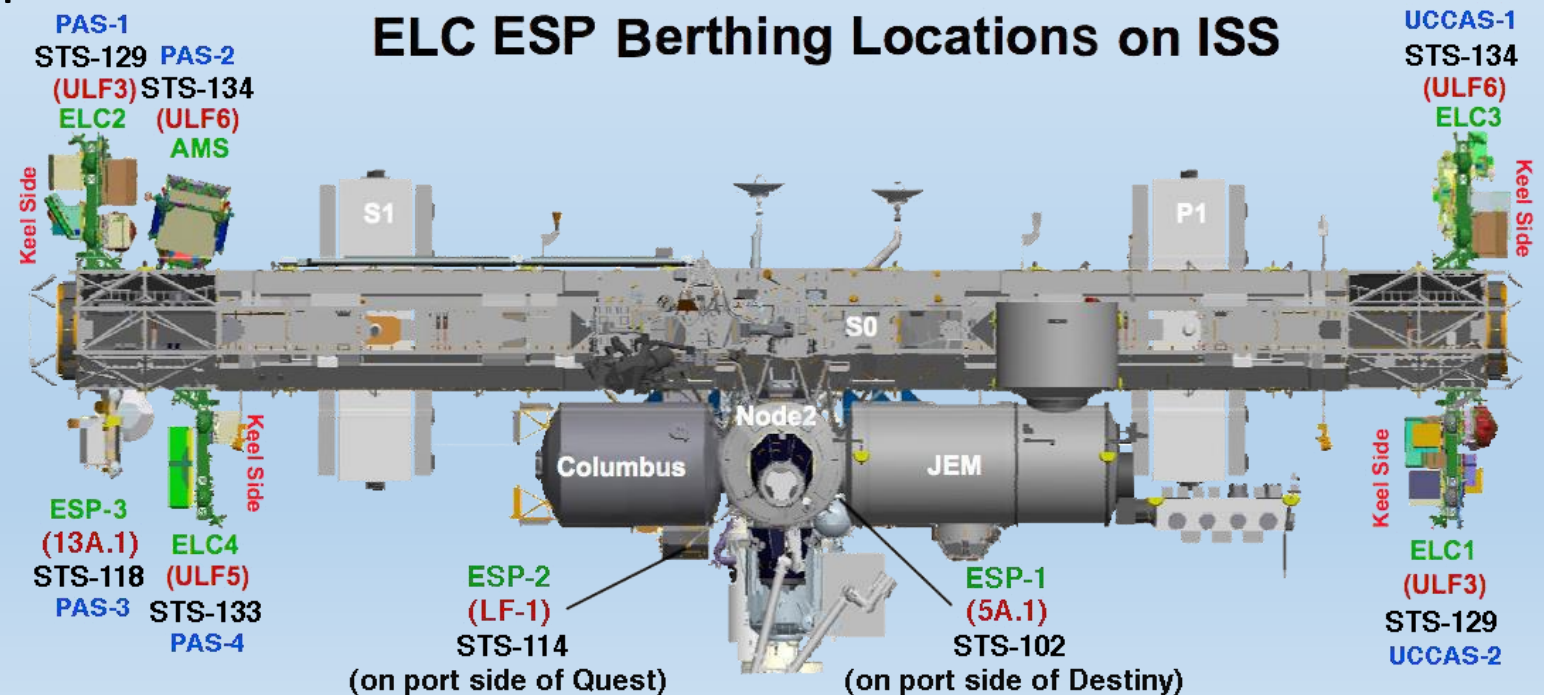 ELC ESP Berthing Locations on ISS
PAS-1
STS-129
(ULF3)
ELC2
PAS-2
STS-134
(ULF6)
AMS
UCCAS-1
STS-134
(ULF6)
ELC3
Keel Side
Keel Side
S1
P1
S0
Node2
Columbus
JEM
Keel Side
Keel Side
ESP-3
(13A.1)
STS-118
PAS-3
ELC4
(ULF5)
STS-133
PAS-4
ESP-2
(LF-1)
STS-114
(on port side of Quest)
ESP-1
(5A.1)
STS-102
(on port side of Destiny)
ELC1
(ULF3)
STS-129
UCCAS-2